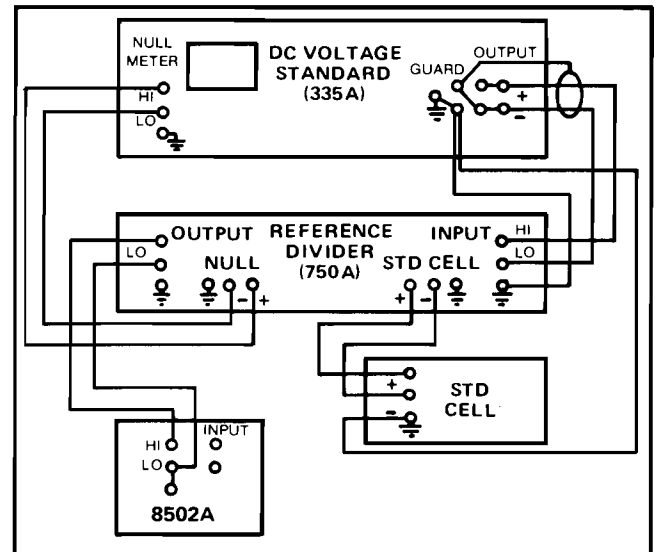 NULL
METER
HI
LO
DC VOLTAGE
STANDARD
(335A)
GUARD
OUTPUT
+
-
OUTPUT
LO
NULL
- +
REFERENCE
DIVIDER
(750A)
INPUT
HI
LO
STD CELL
+ -
+
-
STD
CELL
INPUT
HI
LO
8502A